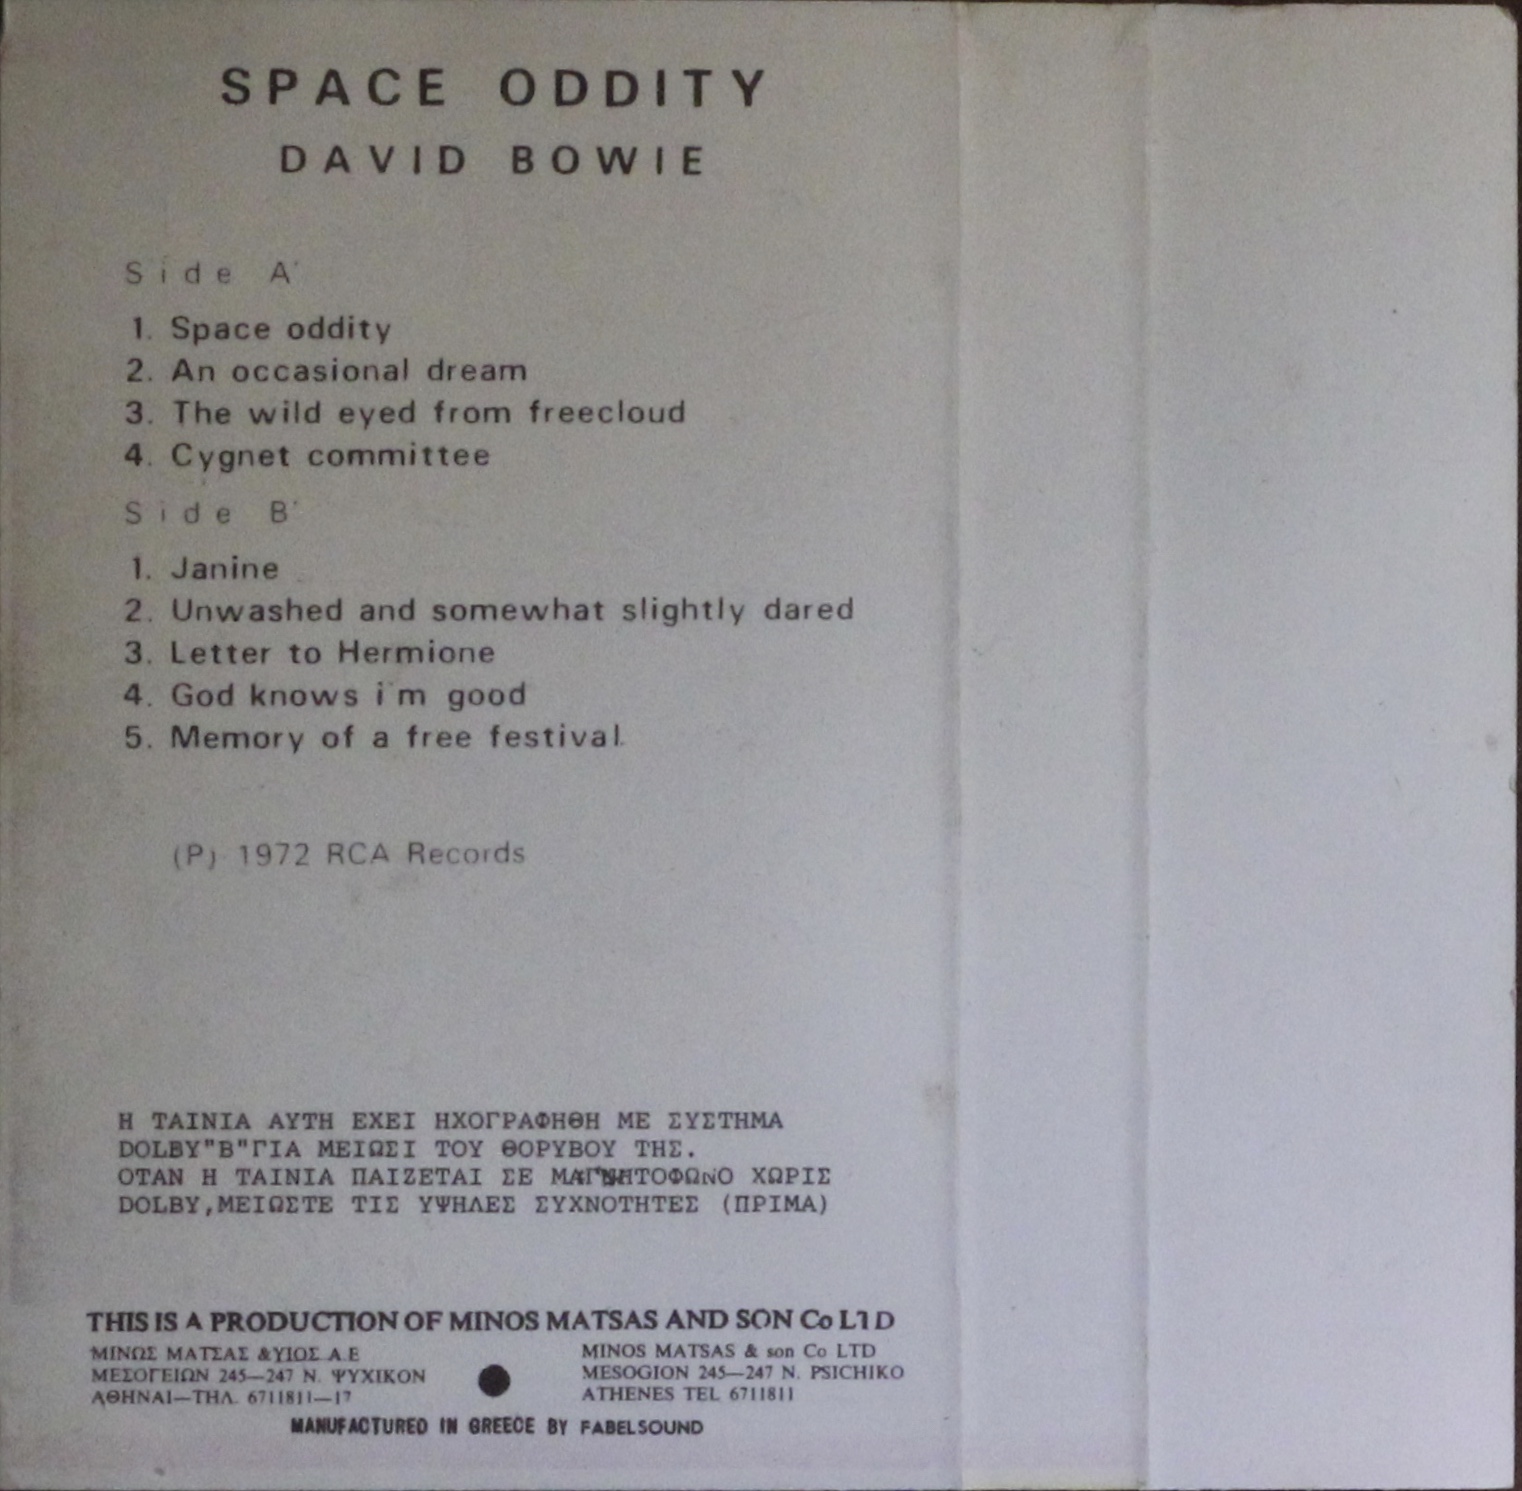 SPACE ODDITY
DAVID BOWIE
Side A'
1. Space oddity
2. An occasional dream
3. The wild eyed from freecloud
4. Cygnet committee
Side B'
1. Janine
2. Unwashed and somewhat slightly dared
3. Letter to Hermione
4. God knows i'm good
5. Memory of a free festival.
(P) 1972 RCA Records
Η ΤΑΙΝΙΑ ΑΥΤΗ ΕΧΕΙ ΗΧΟΓΡΑΦΗΘΗ ΜΕ ΣΥΣΤΗΜΑ
DOLBY"B"ΓΙΑ ΜΕΙΩΣΙ ΤΟΥ ΘΟΡΥΒΟΥ ΤΗΣ.
ΟΤΑΝ Η ΤΑΙΝΙΑ ΠΑΙΖΕΤΑΙ ΣΕ ΜΑΓΝΗΤΟΦΩΝΟ ΧΩΡΙΣ
DOLBY,ΜΕΙΩΣΤΕ ΤΙΣ ΥΨΗΛΕΣ ΣΥΧΝΟΤΗΤΕΣ (ΠΡΙΜΑ)
THIS IS A PRODUCTION OF MINOS MATSAS AND SON Co LTD
ΜΙΝΩΣ ΜΑΤΣΑΣ &ΥΙΟΣ Α.Ε
ΜΕΣΟΓΕΙΩΝ 245—247 Ν. ΨΥΧΙΚΟΝ
ΑΘΗΝΑΙ—ΤΗΛ. 6711811—17
MINOS MATSAS & son Co LTD
MESOGION 245—247 N. PSICHIKO
ATHENES TEL 6711811
MANUFACTURED IN GREECE BY FABELSOUND